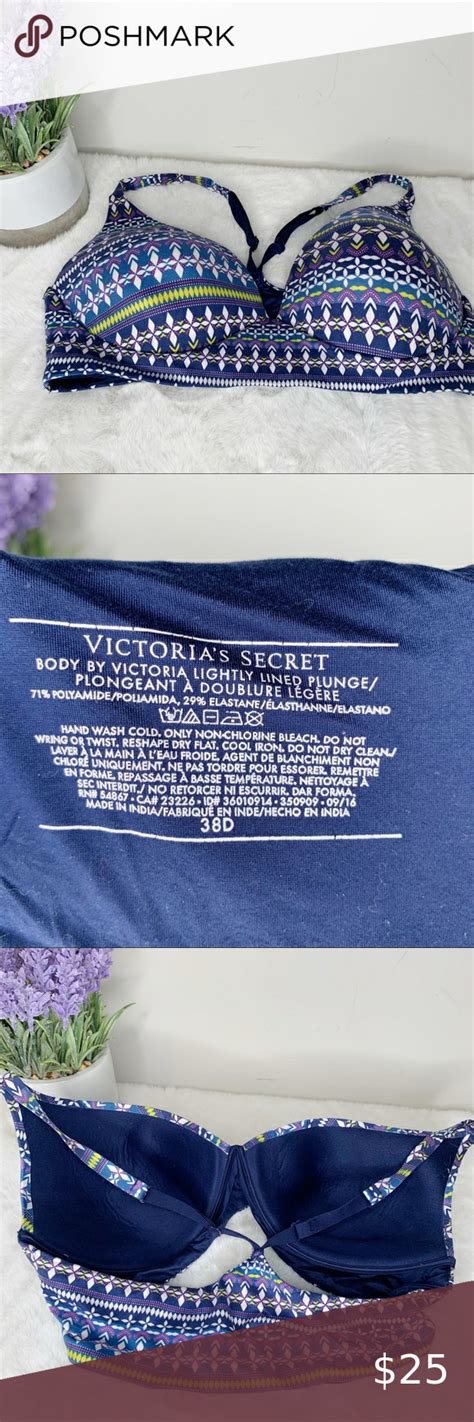 POSHMARK
VICTORIA'S SECRET
BODY BY VICTORIA LIGHTLY LINED PLUNGE/
PLONGEANT À DOUBLURE LÉGÈRE
71% POLYAMIDE/POLIAMIDA, 29% ELASTANE/ÉLASTHANNE/ELASTANO
HAND WASH COLD. ONLY NON-CHLORINE BLEACH. DO NOT
WRING OR TWIST. RESHAPE DRY FLAT. COOL IRON. DO NOT DRY CLEAN./
LAVER À LA MAIN À L'EAU FROIDE. AGENT DE BLANCHIMENT NON
CHLORÉ UNIQUEMENT. NE PAS TORDRE POUR ESSORER. REMETTRE
EN FORME. REPASSAGE À BASSE TEMPÉRATURE. NETTOYAGE À
SEC INTERDIT./ NO RETORCER NI ESCURRIR. DAR FORMA.
RN# 54867 • CA# 23226 • ID# 36010914 • 350909 • 09/16
MADE IN INDIA/FABRIQUÉ EN INDE/HECHO EN INDIA
38D
$25